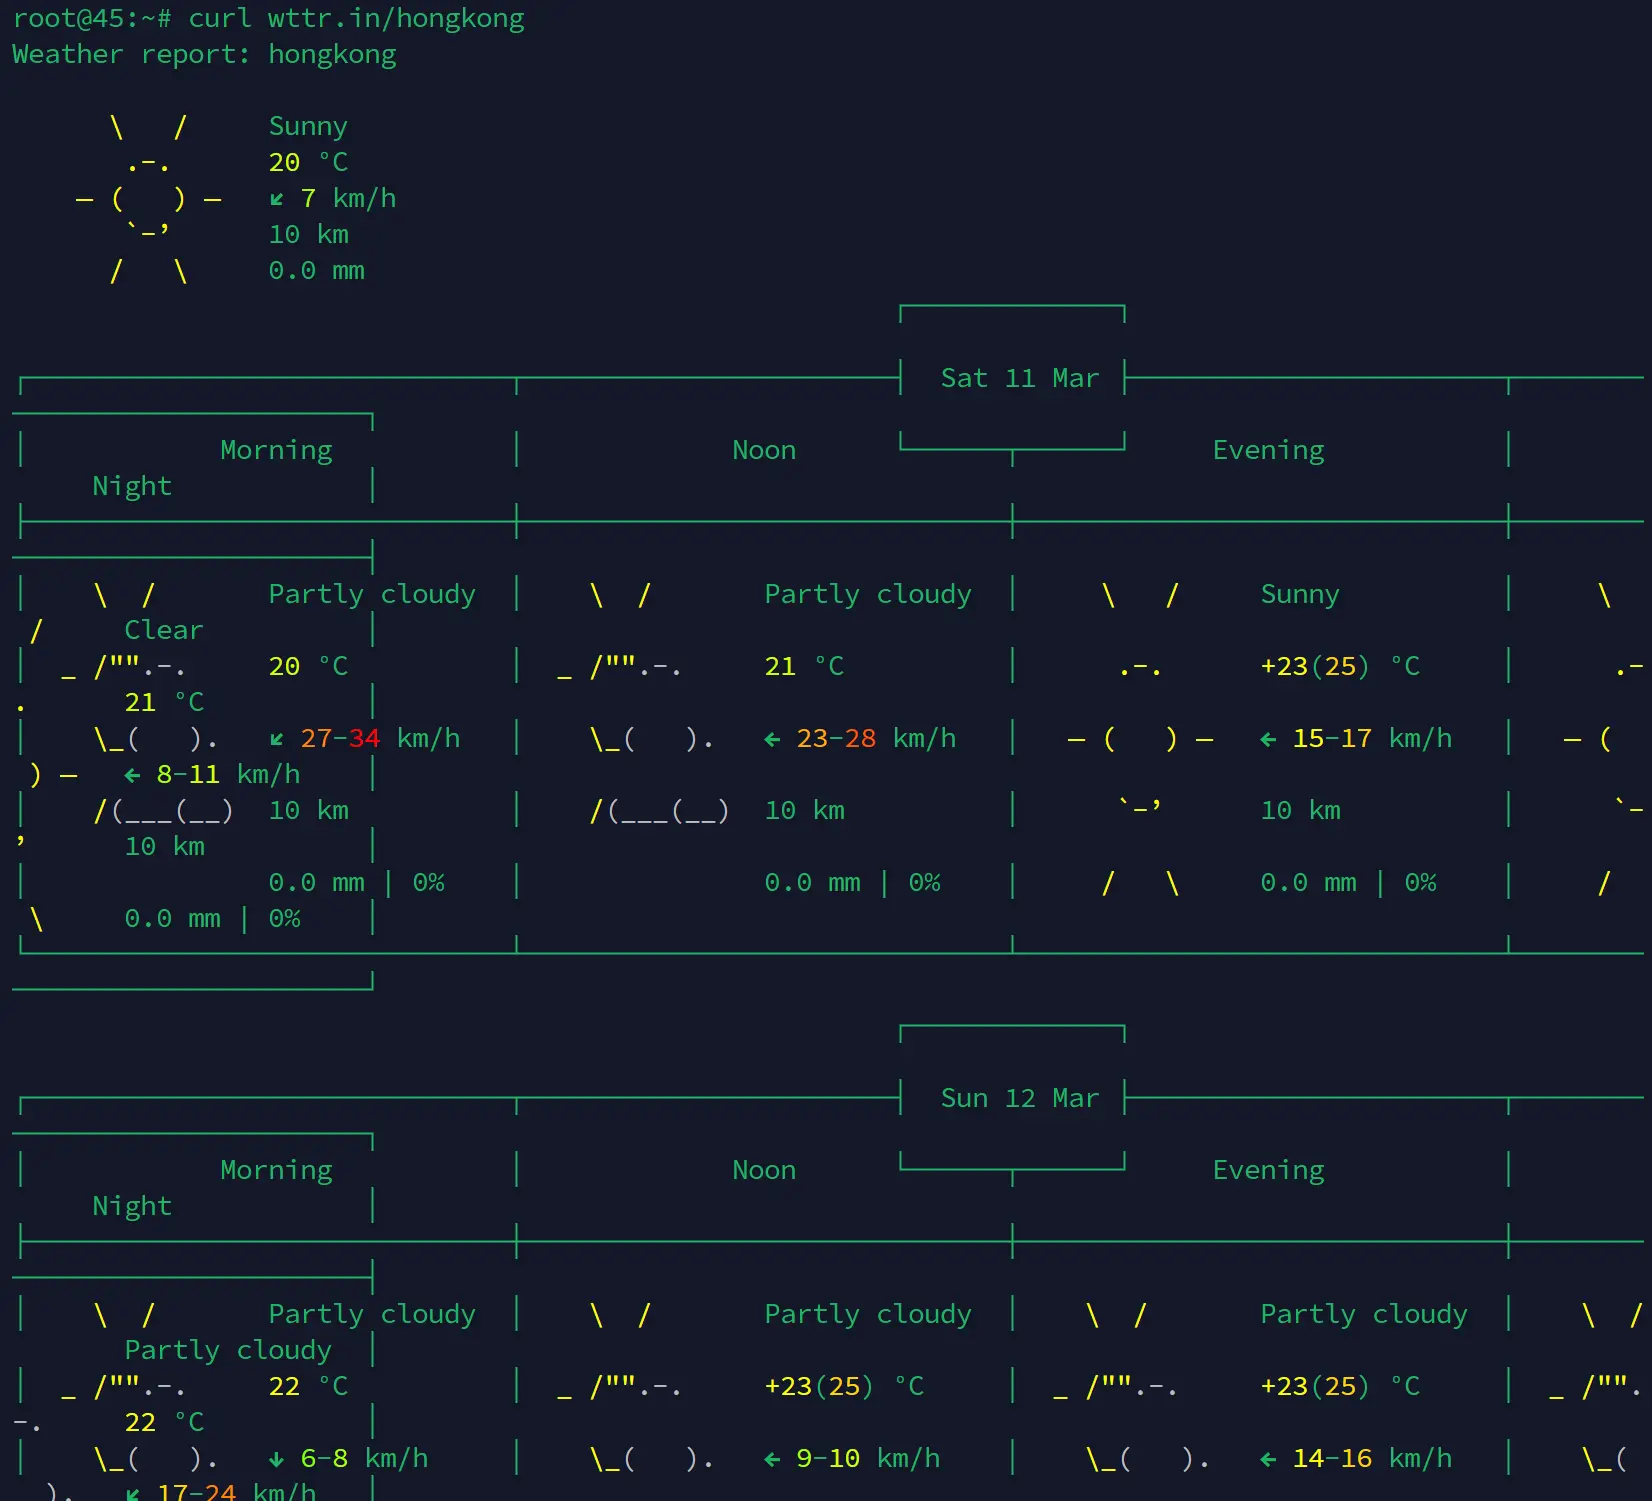 root@45:~# curl wttr.in/hongkong
Weather report: hongkong
\ / Sunny
.-. 20 °C
― ( ) ― ↙ 7 km/h
`-’ 10 km
/ \ 0.0 mm
Sat 11 Mar
Morning Noon Evening
Night
\ / Partly cloudy \ / Partly cloudy \ / Sunny \
/ Clear
_ /"".-. 20 °C _ /"".-. 21 °C .-. +23(25) °C .-
. 21 °C
\_( ). ↙ 27-34 km/h \_( ). ← 23-28 km/h ― ( ) ― ← 15-17 km/h ― (
) ― ← 8-11 km/h
/(___(__) 10 km /(___(__) 10 km `-’ 10 km `-
’ 10 km
0.0 mm | 0% 0.0 mm | 0% / \ 0.0 mm | 0% /
\ 0.0 mm | 0%
Sun 12 Mar
Morning Noon Evening
Night
\ / Partly cloudy \ / Partly cloudy \ / Partly cloudy \ /
Partly cloudy
_ /"".-. 22 °C _ /"".-. +23(25) °C _ /"".-. +23(25) °C _ /"".
-. 22 °C
\_( ). ↓ 6-8 km/h \_( ). ← 9-10 km/h \_( ). ← 14-16 km/h \_(
). ↙ 17-24 km/h